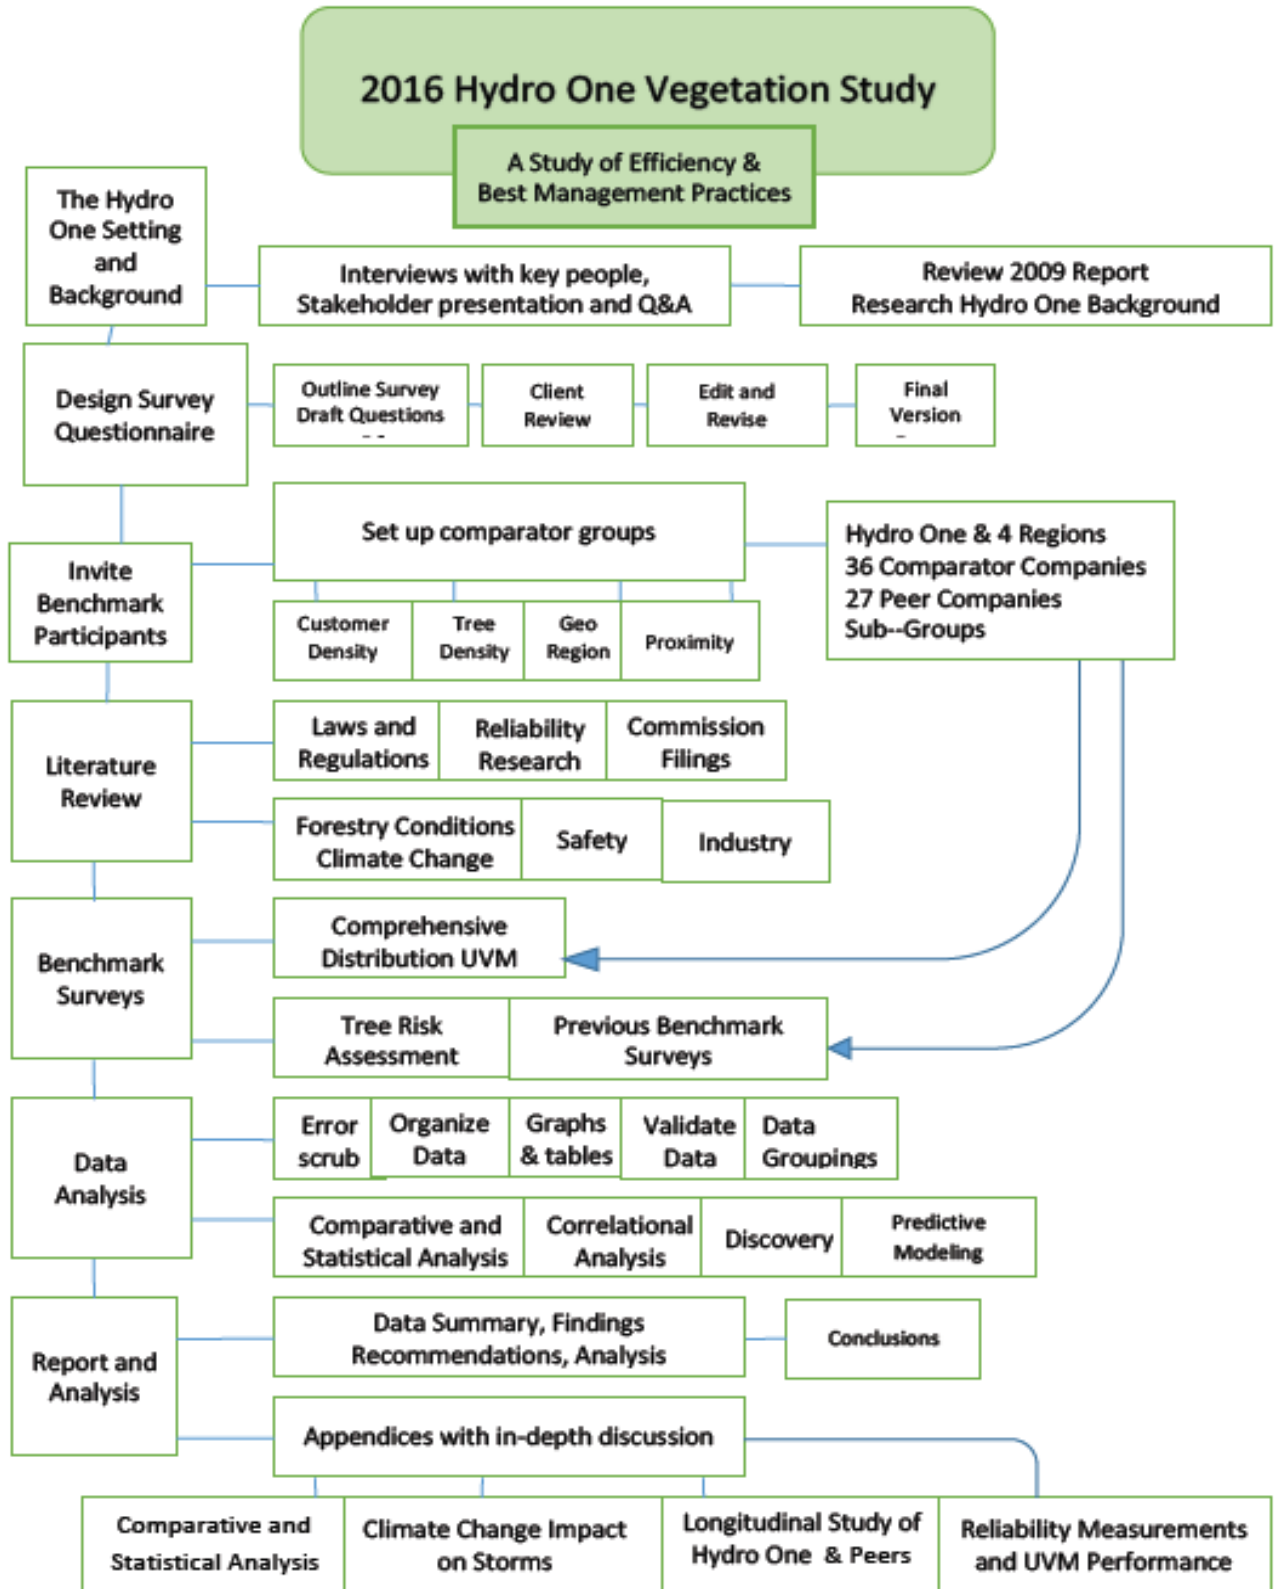 2016 Hydro One Vegetation Study
A Study of Efficiency &
Best Management Practices
The Hydro
One Setting
and
Background
Interviews with key people,
Stakeholder presentation and Q&A
Review 2009 Report
Research Hydro One Background
Design Survey
Questionnaire
Outline Survey
Draft Questions
Client
Review
Edit and
Revise
Final
Version
Invite
Benchmark
Participants
Set up comparator groups
Hydro One & 4 Regions
36 Comparator Companies
27 Peer Companies
Sub--Groups
Customer
Density
Tree
Density
Geo
Region
Proximity
Literature
Review
Laws and
Regulations
Reliability
Research
Commission
Filings
Forestry Conditions
Climate Change
Safety
Industry
Benchmark
Surveys
Comprehensive
Distribution UVM
Tree Risk
Assessment
Previous Benchmark
Surveys
Data
Analysis
Error
scrub
Organize
Data
Graphs
& tables
Validate
Data
Data
Groupings
Comparative and
Statistical Analysis
Correlational
Analysis
Discovery
Predictive
Modeling
Report and
Analysis
Data Summary, Findings
Recommendations, Analysis
Conclusions
Appendices with in-depth discussion
Comparative and
Statistical Analysis
Climate Change Impact
on Storms
Longitudinal Study of
Hydro One & Peers
Reliability Measurements
and UVM Performance